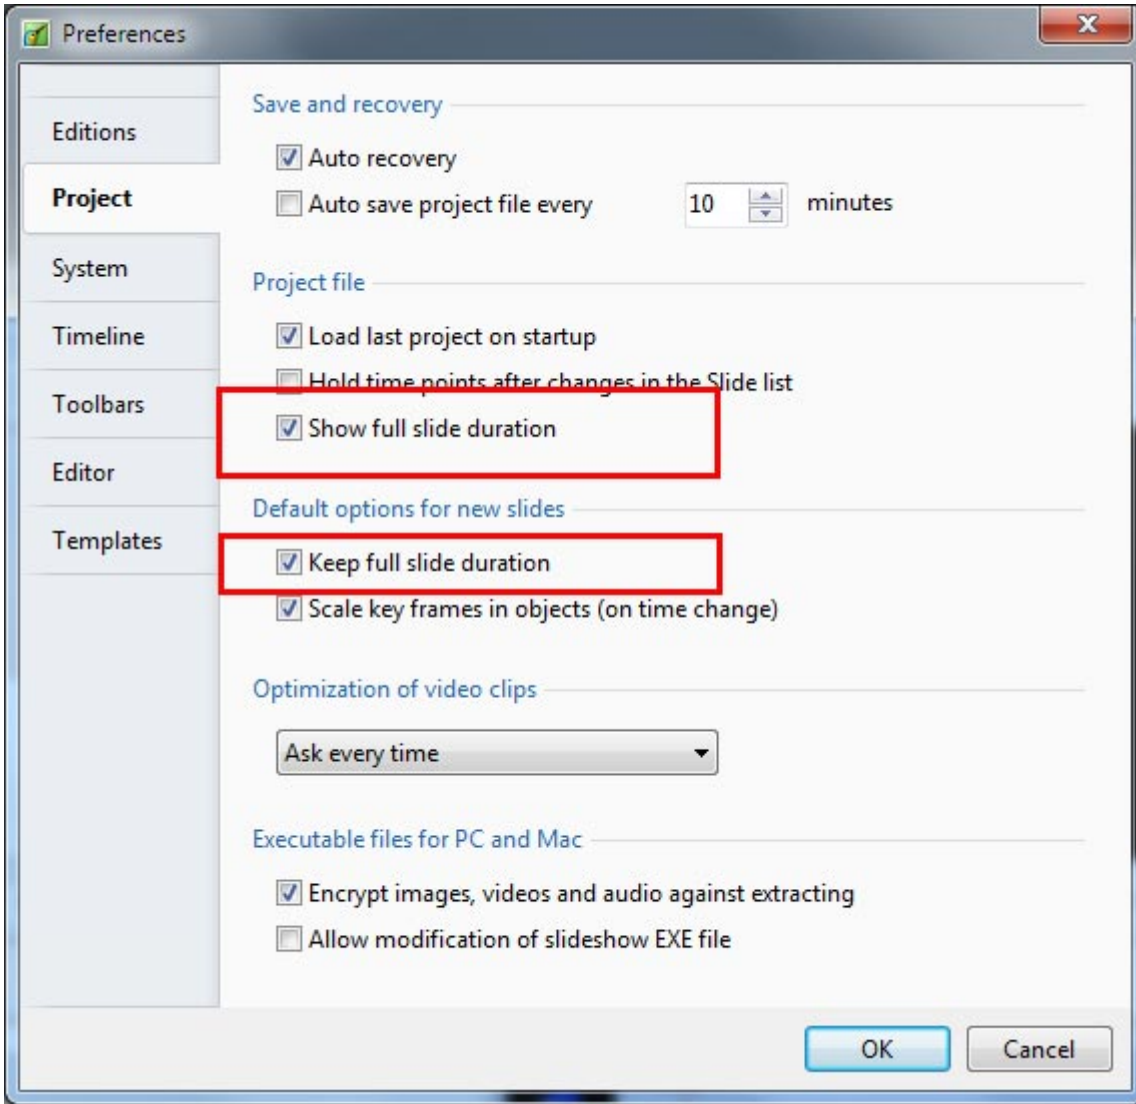 Preferences
Editions
Project
System
Timeline
Toolbars
Editor
Templates
Save and recovery
Auto recovery
Auto save project file every 10 minutes
Project file
Load last project on startup
Hold time points after changes in the Slide list
Show full slide duration
Default options for new slides
Keep full slide duration
Scale key frames in objects (on time change)
Optimization of video clips
Ask every time
Executable files for PC and Mac
Encrypt images, videos and audio against extracting
Allow modification of slideshow EXE file
OK Cancel